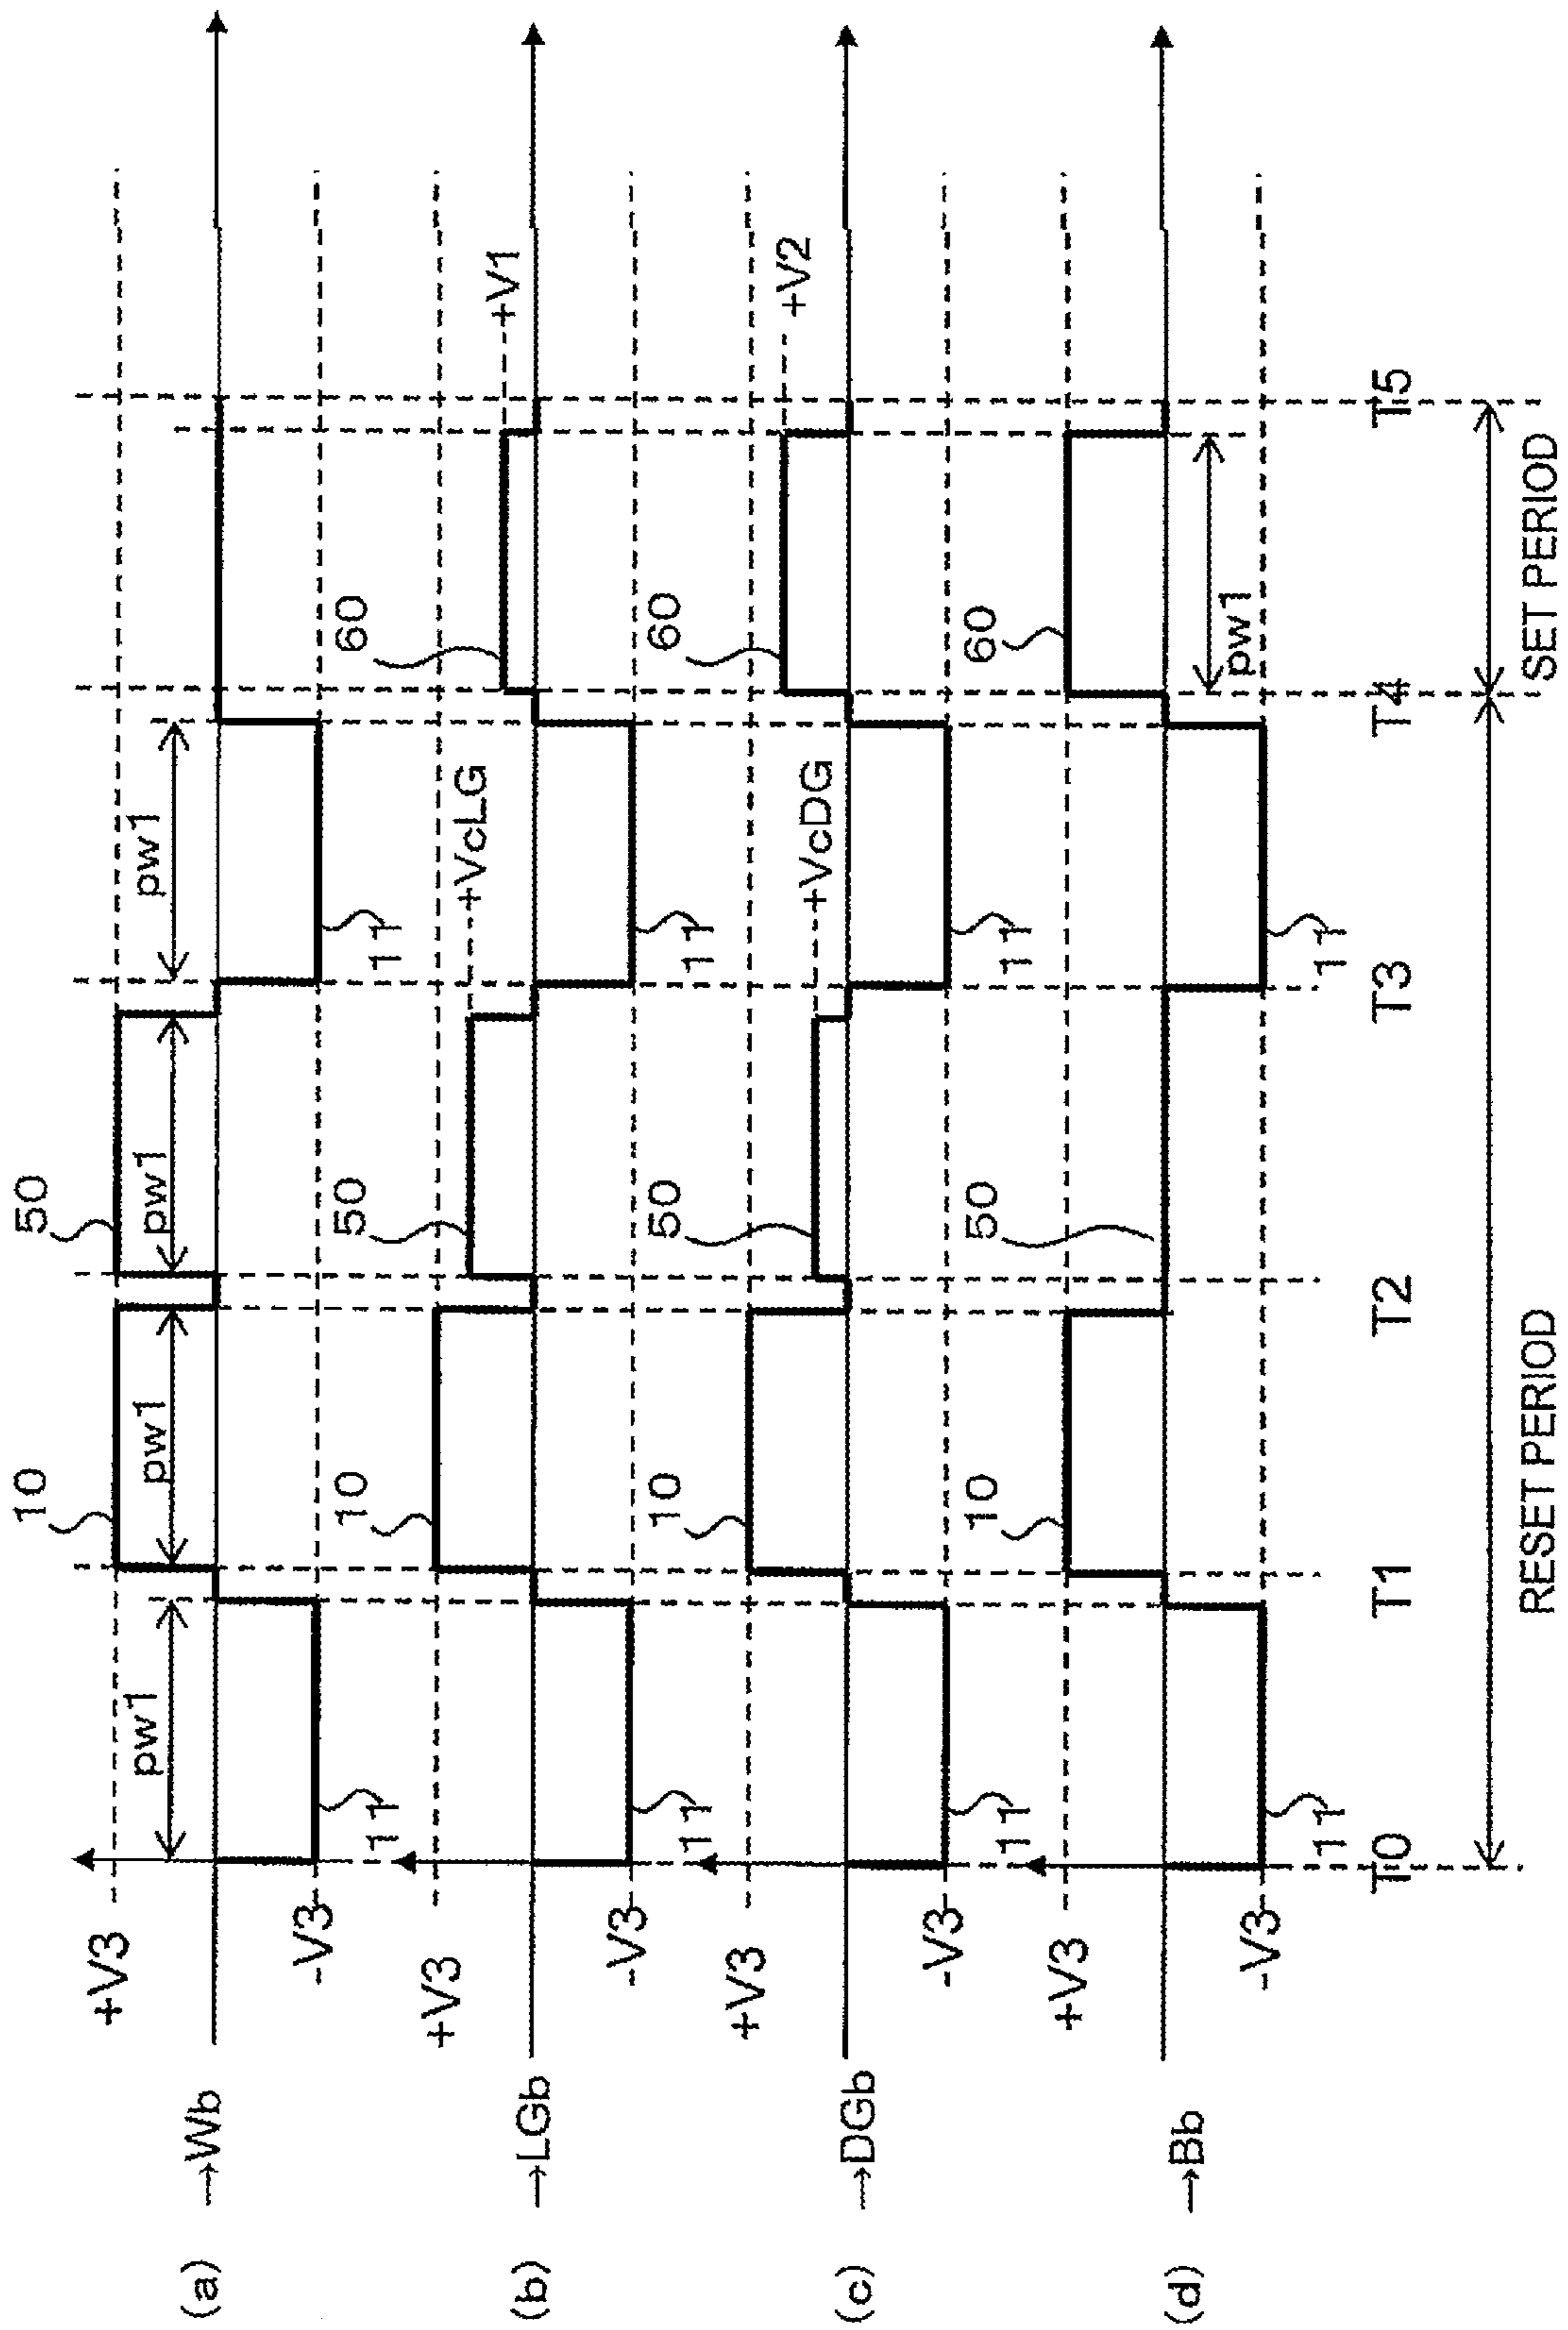 (a) →Wb
+V3
-V3
11
pw1
10
pw1
50
pw1
11
pw1
(b) →LGb
+V3
-V3
11
10
50
+VcLG
11
60
+V1
(c) →DGb
+V3
-V3
11
10
50
+VcDG
11
60
+V2
(d) →Bb
+V3
-V3
11
10
50
11
60
pw1
T0 T1 T2 T3 T4 T5
RESET PERIOD SET PERIOD